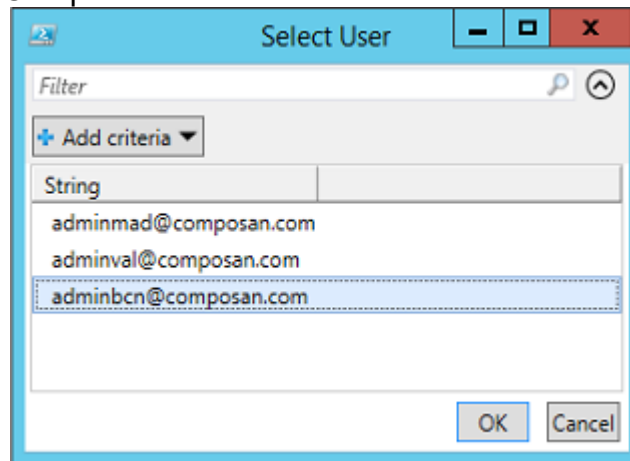 Select User
Filter
Add criteria
String
adminmad@composan.com
adminval@composan.com
adminbcn@composan.com
OK Cancel